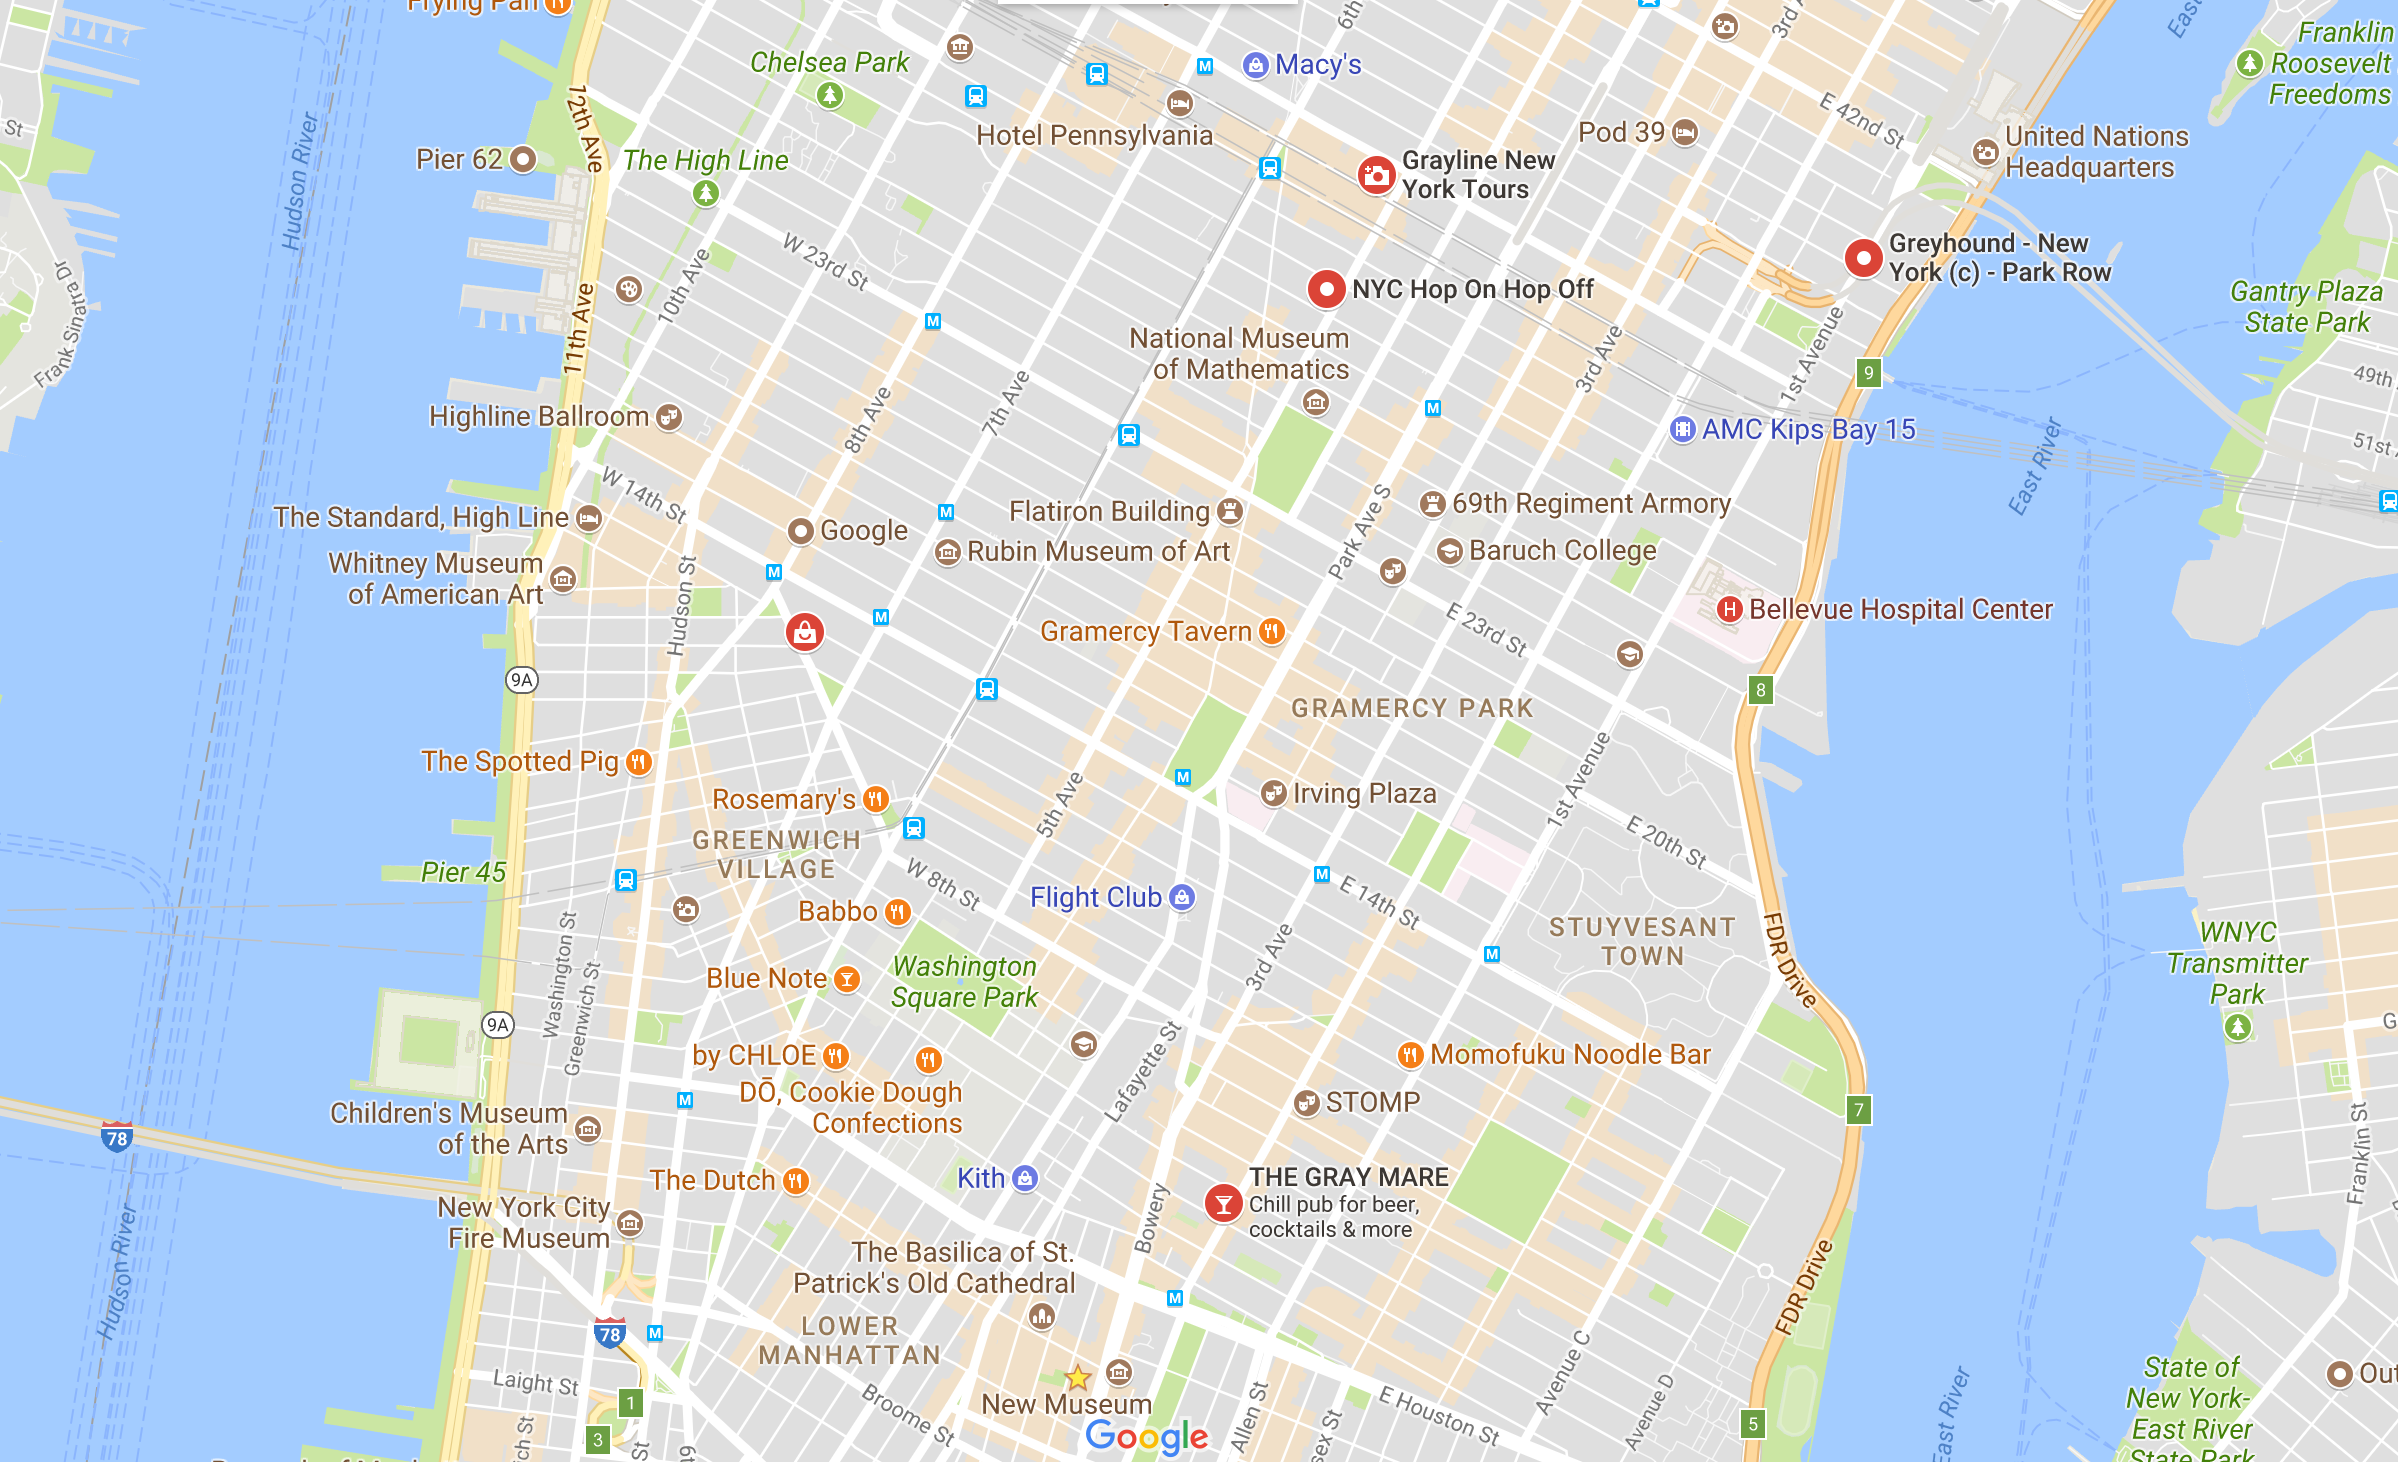 Frying Pan
Chelsea Park
Macy's
6th
3rd
East
Franklin
Roosevelt
Freedoms
12th Ave
Hudson River
St
Pier 62
The High Line
Hotel Pennsylvania
Grayline New
York Tours
Pod 39
E 42nd St
United Nations
Headquarters
W 23rd St
10th Ave
NYC Hop On Hop Off
Greyhound - New
York (c) - Park Row
Gantry Plaza
State Park
Frank Sinatra Dr
11th Ave
National Museum
of Mathematics
3rd Ave
1st Avenue
9
49th
Highline Ballroom
8th Ave
7th Ave
AMC Kips Bay 15
East River
51st
W 14th St
The Standard, High Line
Google
Flatiron Building
Park Ave S
69th Regiment Armory
Rubin Museum of Art
Baruch College
Whitney Museum
of American Art
Hudson St
Gramercy Tavern
E 23rd St
Bellevue Hospital Center
9A
8
GRAMERCY PARK
The Spotted Pig
Rosemary's
5th Ave
Irving Plaza
1st Avenue
E 20th St
GREENWICH
VILLAGE
Pier 45
W 8th St
Flight Club
E 14th St
Babbo
STUYVESANT
TOWN
FDR Drive
WNYC
Transmitter
Park
Washington St
Greenwich St
Blue Note
Washington
Square Park
3rd Ave
9A
G
by CHLOE
DŌ, Cookie Dough
Confections
Lafayette St
Momofuku Noodle Bar
STOMP
7
Children's Museum
of the Arts
78
Franklin St
The Dutch
Kith
THE GRAY MARE
Chill pub for beer,
cocktails & more
Bowery
New York City
Fire Museum
Hudson River
The Basilica of St.
Patrick's Old Cathedral
FDR Drive
LOWER
MANHATTAN
78
Laight St
New Museum
Broome St
Google
Allen St
E Houston St
Avenue C
Avenue D
5
1
3
St
East River
State of
New York-
East River
State Park
Out